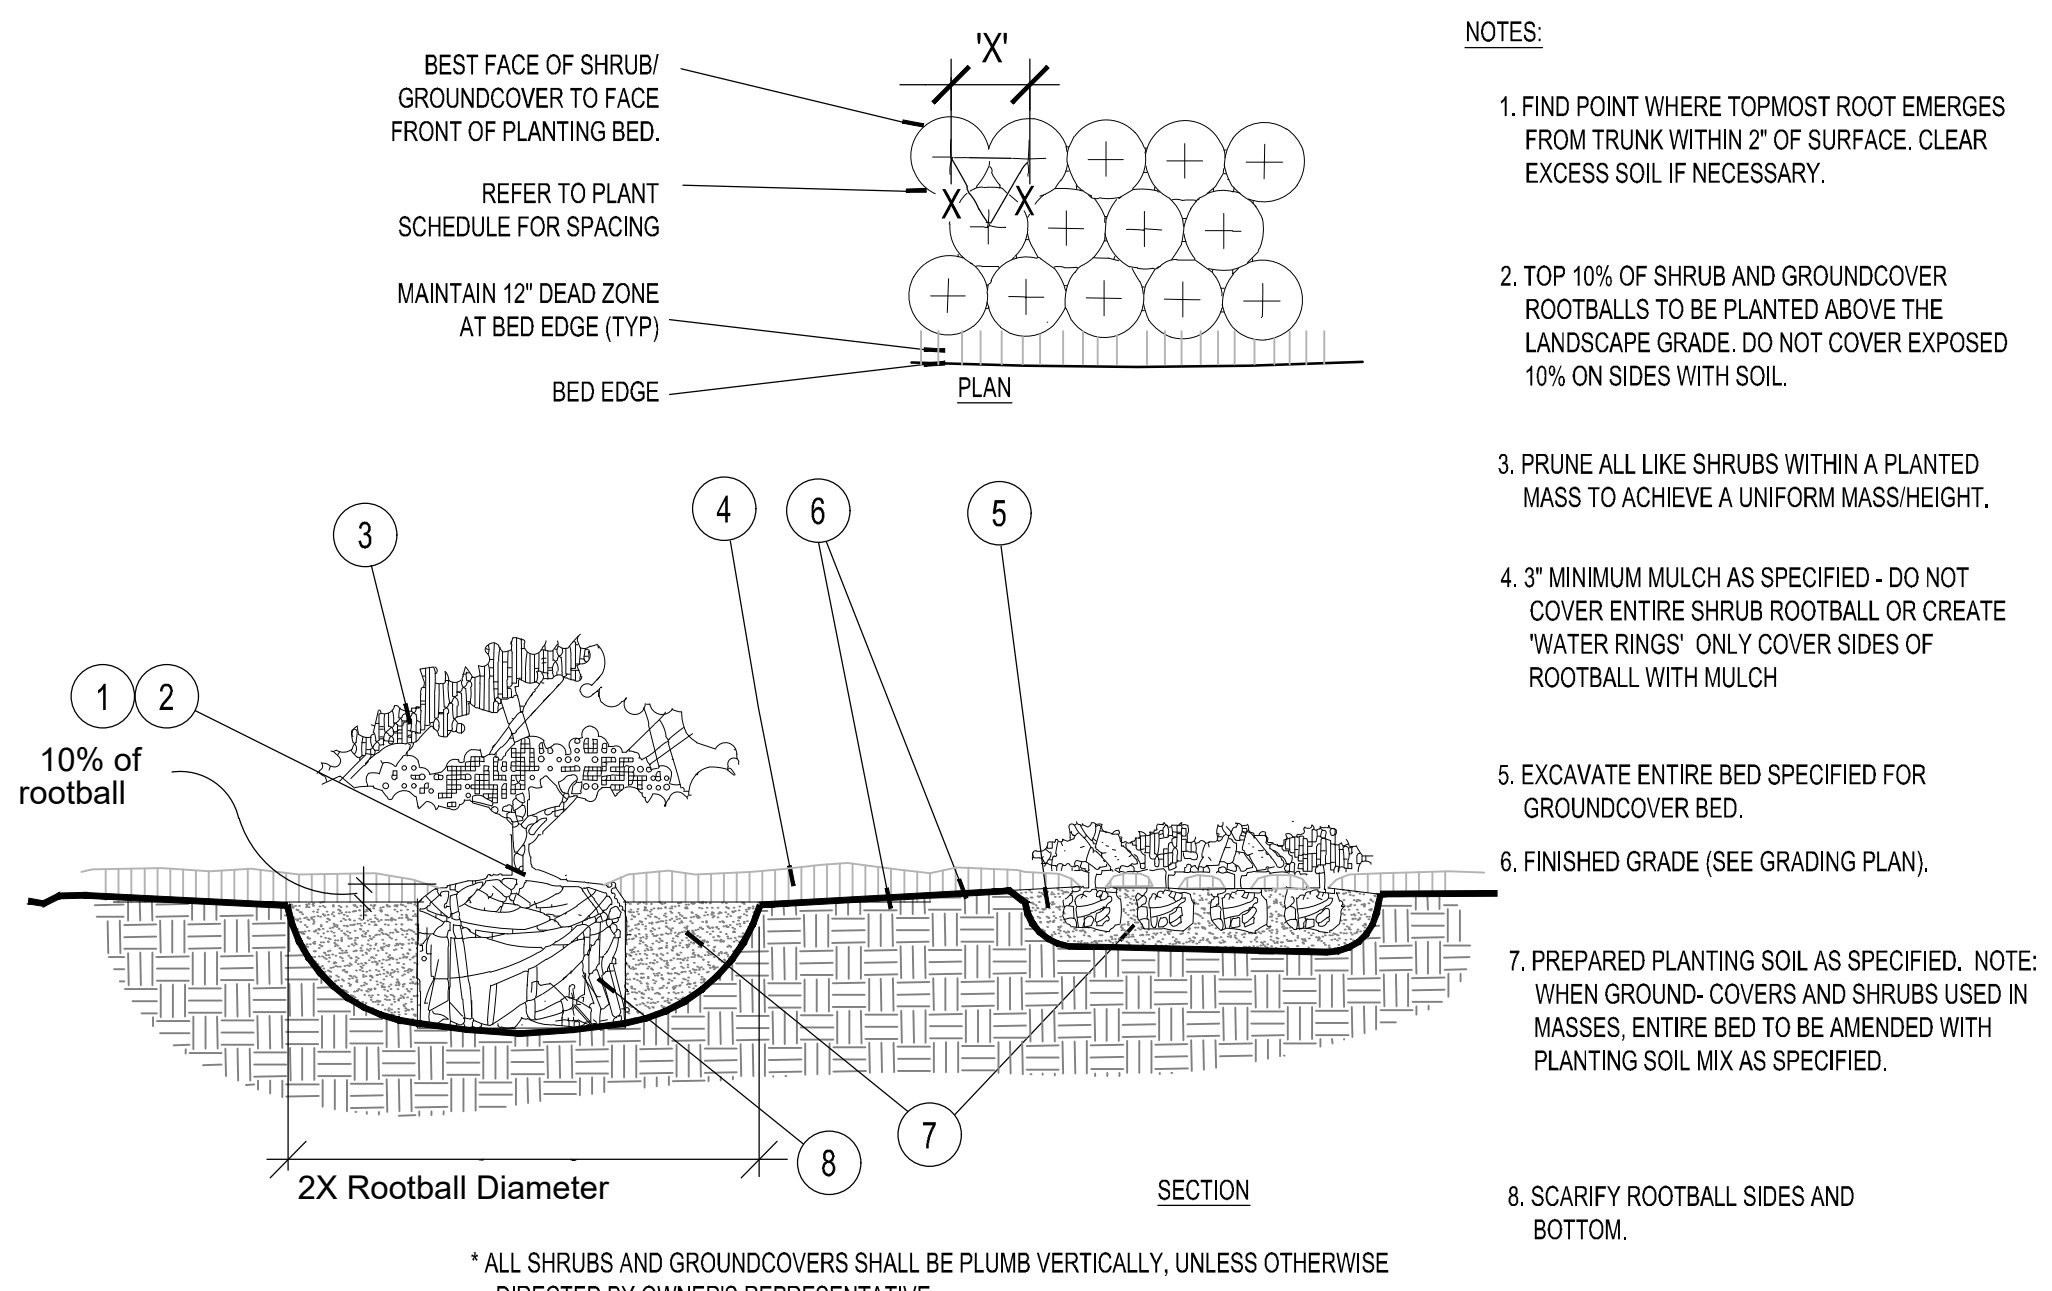 'X'
BEST FACE OF SHRUB/
GROUNDCOVER TO FACE
FRONT OF PLANTING BED.
REFER TO PLANT
SCHEDULE FOR SPACING
X X
MAINTAIN 12" DEAD ZONE
AT BED EDGE (TYP)
BED EDGE
PLAN
3
4
6
5
1 2
10% of
rootball
7
8
2X Rootball Diameter
SECTION
* ALL SHRUBS AND GROUNDCOVERS SHALL BE PLUMB VERTICALLY, UNLESS OTHERWISE
DIRECTED BY OWNER'S REPRESENTATIVE
NOTES:
1. FIND POINT WHERE TOPMOST ROOT EMERGES
FROM TRUNK WITHIN 2" OF SURFACE. CLEAR
EXCESS SOIL IF NECESSARY.
2. TOP 10% OF SHRUB AND GROUNDCOVER
ROOTBALLS TO BE PLANTED ABOVE THE
LANDSCAPE GRADE. DO NOT COVER EXPOSED
10% ON SIDES WITH SOIL.
3. PRUNE ALL LIKE SHRUBS WITHIN A PLANTED
MASS TO ACHIEVE A UNIFORM MASS/HEIGHT.
4. 3" MINIMUM MULCH AS SPECIFIED - DO NOT
COVER ENTIRE SHRUB ROOTBALL OR CREATE
'WATER RINGS' ONLY COVER SIDES OF
ROOTBALL WITH MULCH
5. EXCAVATE ENTIRE BED SPECIFIED FOR
GROUNDCOVER BED.
6. FINISHED GRADE (SEE GRADING PLAN).
7. PREPARED PLANTING SOIL AS SPECIFIED. NOTE:
WHEN GROUND- COVERS AND SHRUBS USED IN
MASSES, ENTIRE BED TO BE AMENDED WITH
PLANTING SOIL MIX AS SPECIFIED.
8. SCARIFY ROOTBALL SIDES AND
BOTTOM.